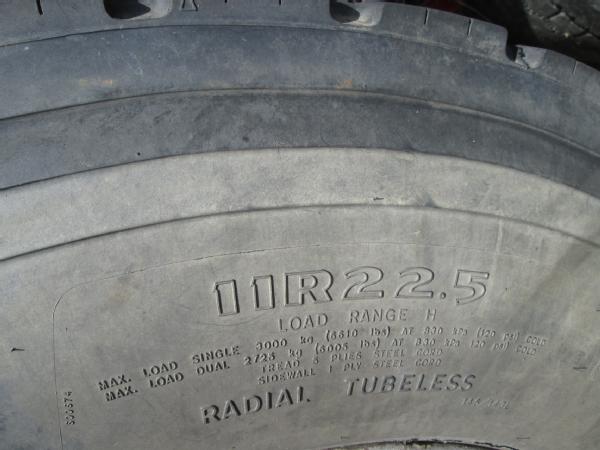 11R22.5
LOAD RANGE H
MAX. LOAD SINGLE 3000 kg (6610 lbs) AT 830 kPa (120 psi) COLD
MAX. LOAD DUAL 2725 kg (6005 lbs) AT 830 kPa 120 psi) COLD
TREAD 5 PLIES STEEL CORD
SIDEWALL 1 PLY STEEL CORD
RADIAL TUBELESS
S00674